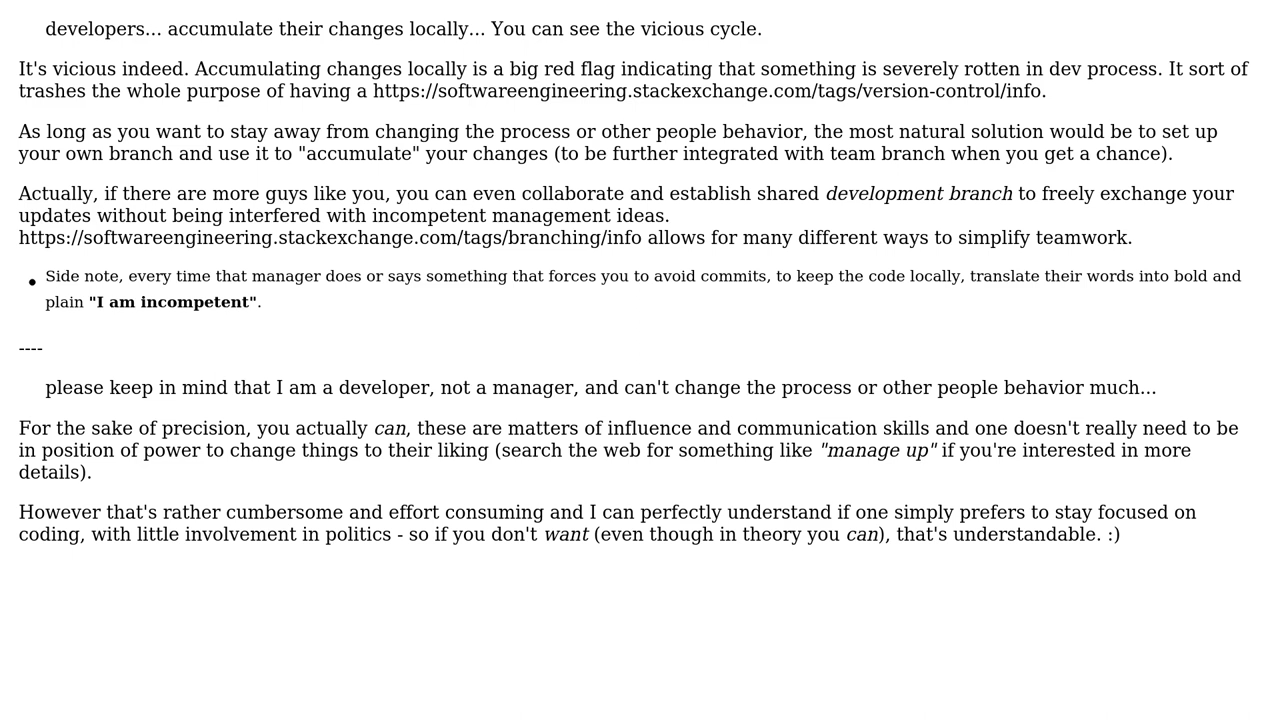 developers... accumulate their changes locally... You can see the vicious cycle.
It's vicious indeed. Accumulating changes locally is a big red flag indicating that something is severely rotten in dev process. It sort of
trashes the whole purpose of having a https://softwareengineering.stackexchange.com/tags/version-control/info.
As long as you want to stay away from changing the process or other people behavior, the most natural solution would be to set up
your own branch and use it to "accumulate" your changes (to be further integrated with team branch when you get a chance).
Actually, if there are more guys like you, you can even collaborate and establish shared development branch to freely exchange your
updates without being interfered with incompetent management ideas.
https://softwareengineering.stackexchange.com/tags/branching/info allows for many different ways to simplify teamwork.
• Side note, every time that manager does or says something that forces you to avoid commits, to keep the code locally, translate their words into bold and
plain "I am incompetent".
----
please keep in mind that I am a developer, not a manager, and can't change the process or other people behavior much...
For the sake of precision, you actually can, these are matters of influence and communication skills and one doesn't really need to be
in position of power to change things to their liking (search the web for something like "manage up" if you're interested in more
details).
However that's rather cumbersome and effort consuming and I can perfectly understand if one simply prefers to stay focused on
coding, with little involvement in politics - so if you don't want (even though in theory you can), that's understandable. :)